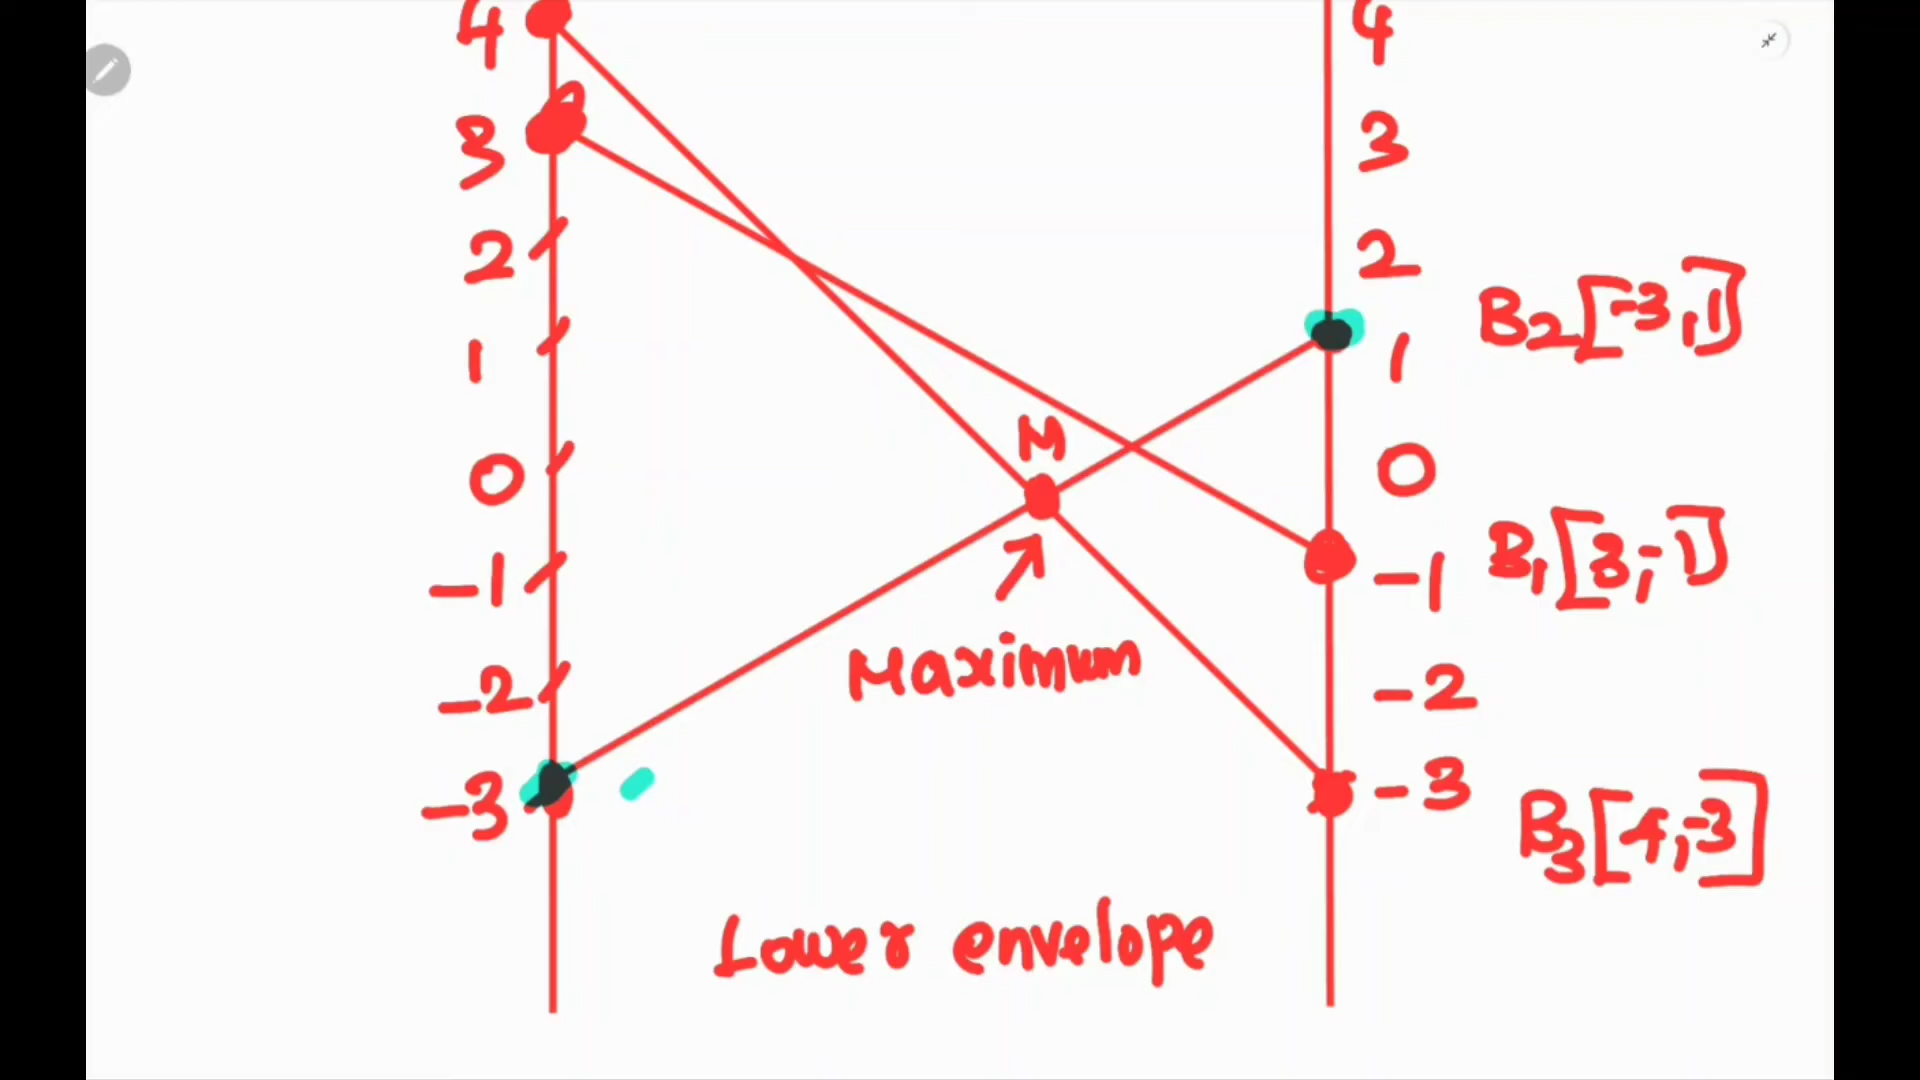 4 4
3 3
2 2
B2[-3,1]
1 1
M
0 0
B1[3,-1]
-1 -1
Maximum
-2 -2
-3 -3
B3[4,-3]
Lower envelope